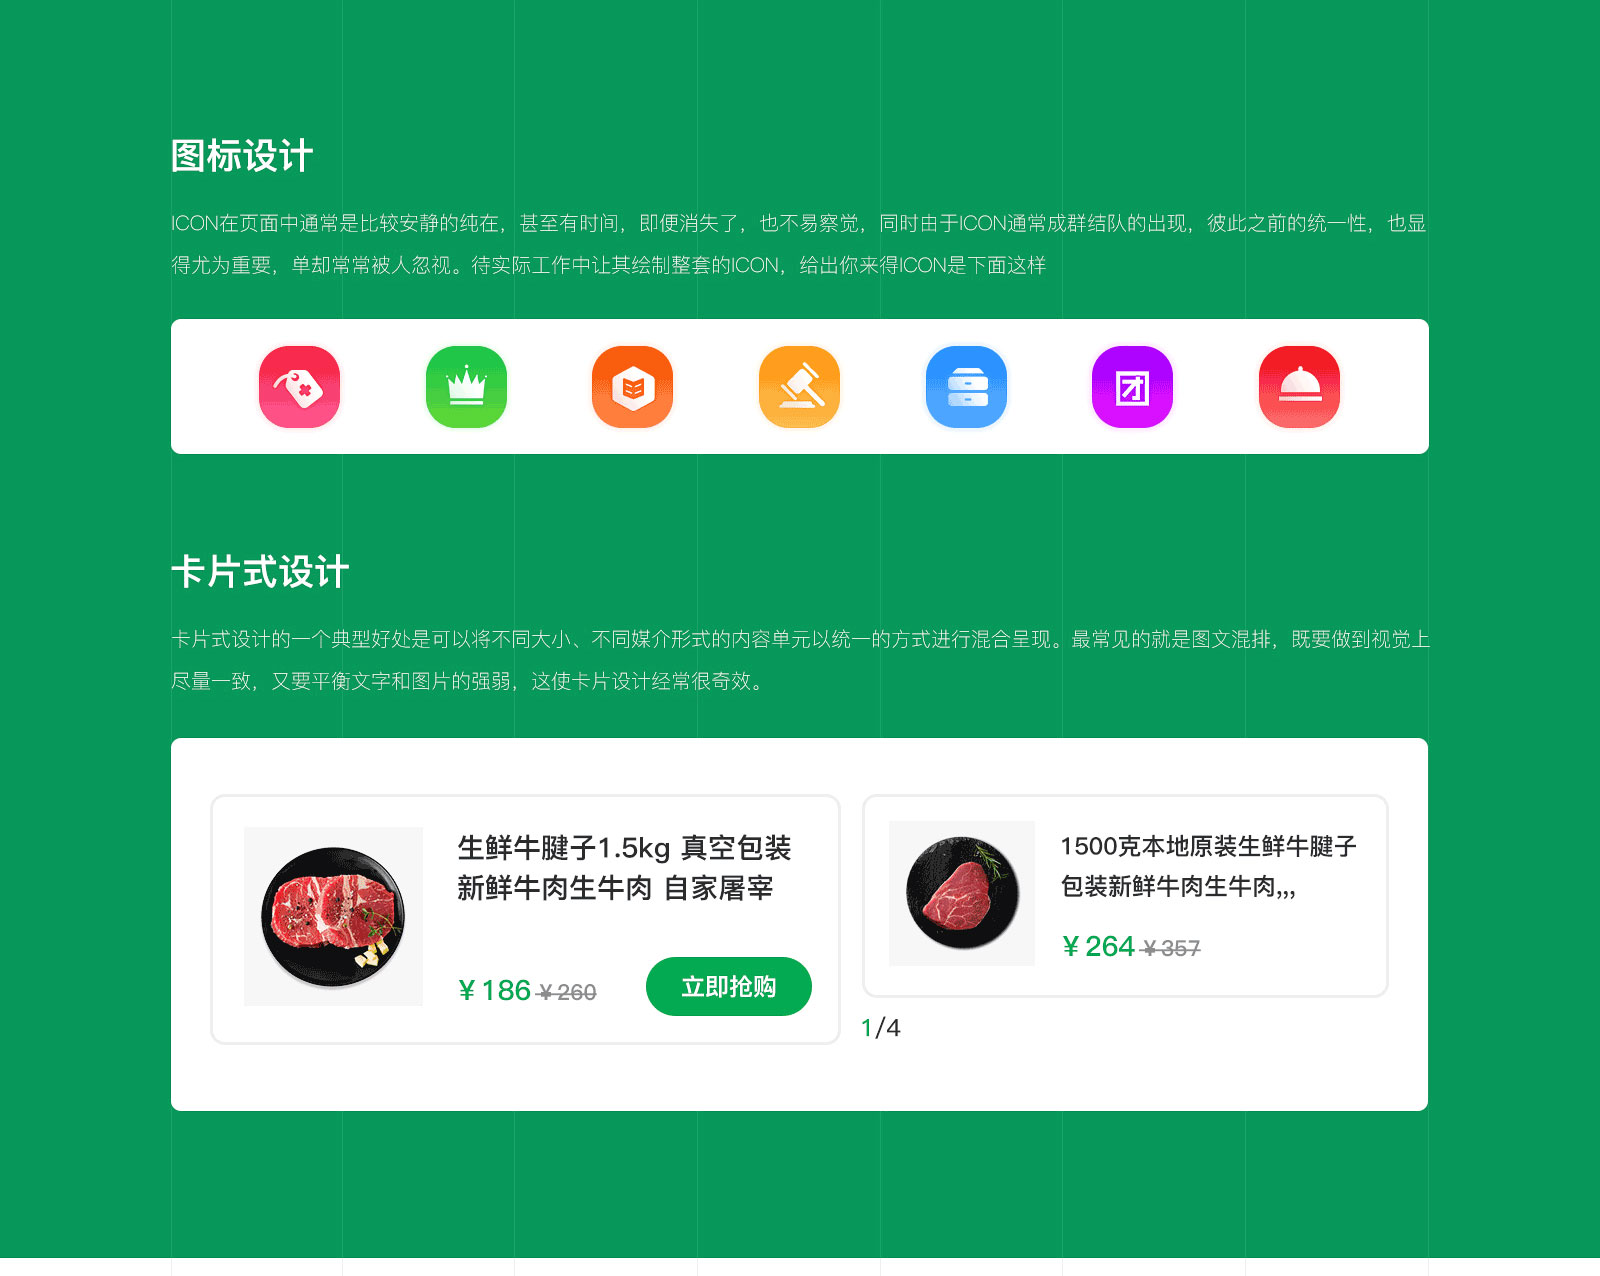 图标设计
ICON在页面中通常是比较安静的纯在，甚至有时间，即便消失了，也不易察觉，同时由于ICON通常成群结队的出现，彼此之前的统一性，也显
得尤为重要，单却常常被人忽视。待实际工作中让其绘制整套的ICON，给出你来得ICON是下面这样
团
卡片式设计
卡片式设计的一个典型好处是可以将不同大小、不同媒介形式的内容单元以统一的方式进行混合呈现。最常见的就是图文混排，既要做到视觉上
尽量一致，又要平衡文字和图片的强弱，这使卡片设计经常很奇效。
生鲜牛腱子1.5kg 真空包装
新鲜牛肉生牛肉 自家屠宰
¥186 ¥260
立即抢购
1500克本地原装生鲜牛腱子
包装新鲜牛肉生牛肉,,,
¥264 ¥357
1/4